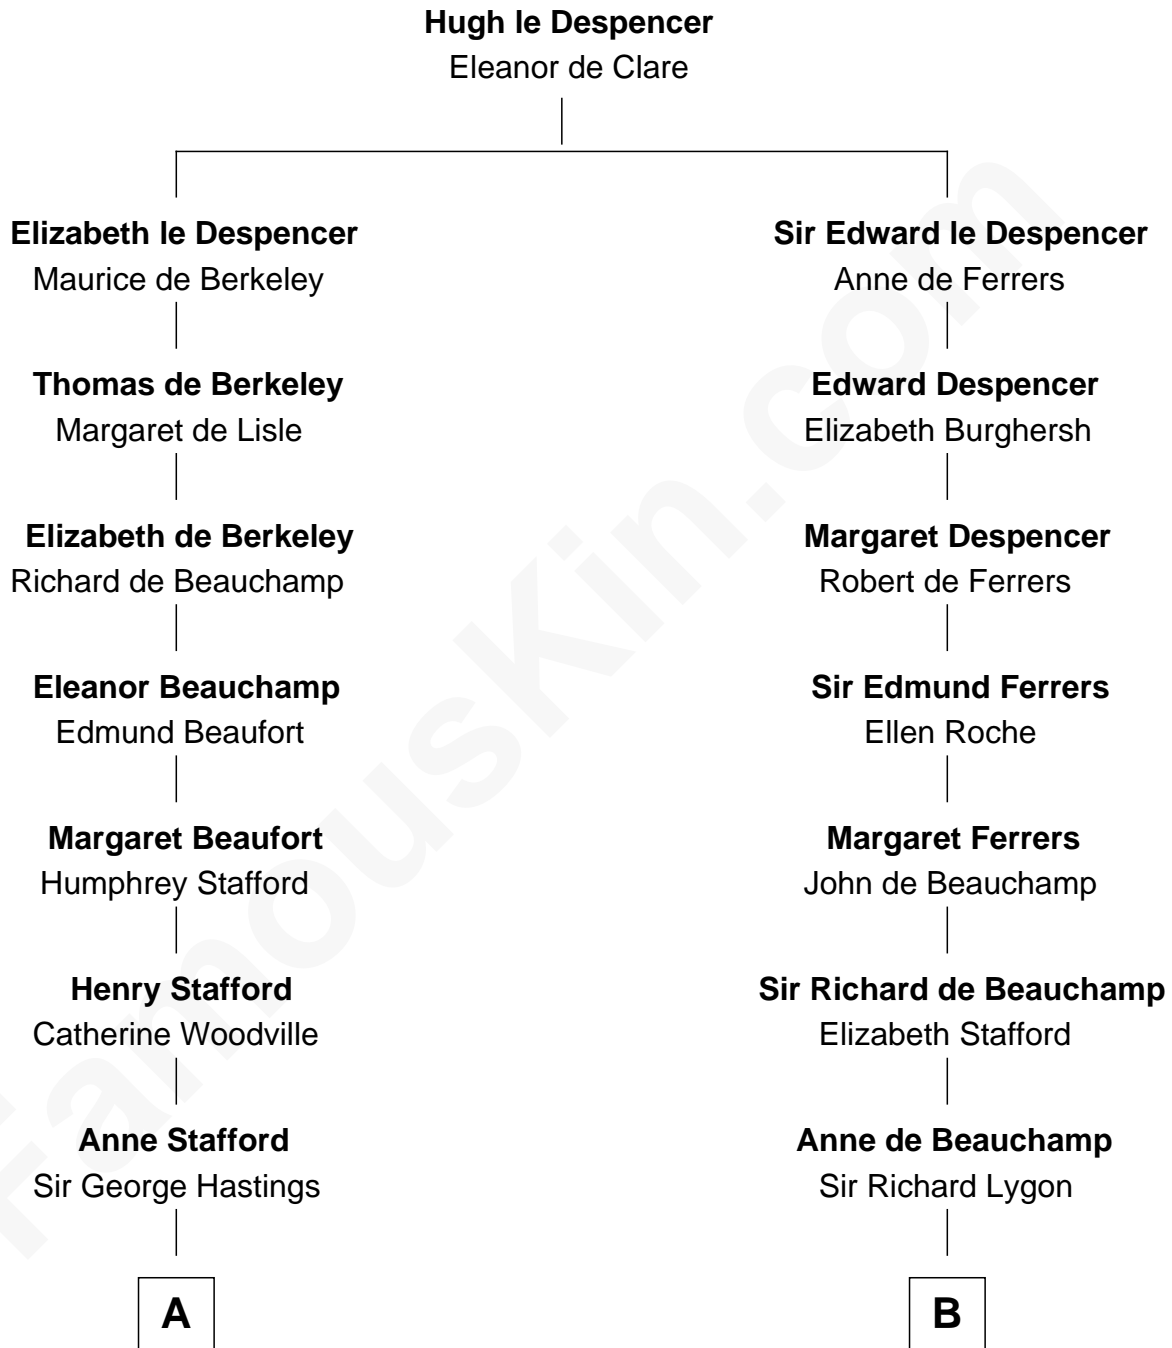 Hugh le Despencer
Eleanor de Clare
Elizabeth le Despencer
Maurice de Berkeley
Sir Edward le Despencer
Anne de Ferrers
Thomas de Berkeley
Margaret de Lisle
Edward Despencer
Elizabeth Burghersh
Elizabeth de Berkeley
Richard de Beauchamp
Margaret Despencer
Robert de Ferrers
Eleanor Beauchamp
Edmund Beaufort
Sir Edmund Ferrers
Ellen Roche
Margaret Beaufort
Humphrey Stafford
Margaret Ferrers
John de Beauchamp
Henry Stafford
Catherine Woodville
Sir Richard de Beauchamp
Elizabeth Stafford
Anne Stafford
Sir George Hastings
Anne de Beauchamp
Sir Richard Lygon
A
B
FamousKin.com